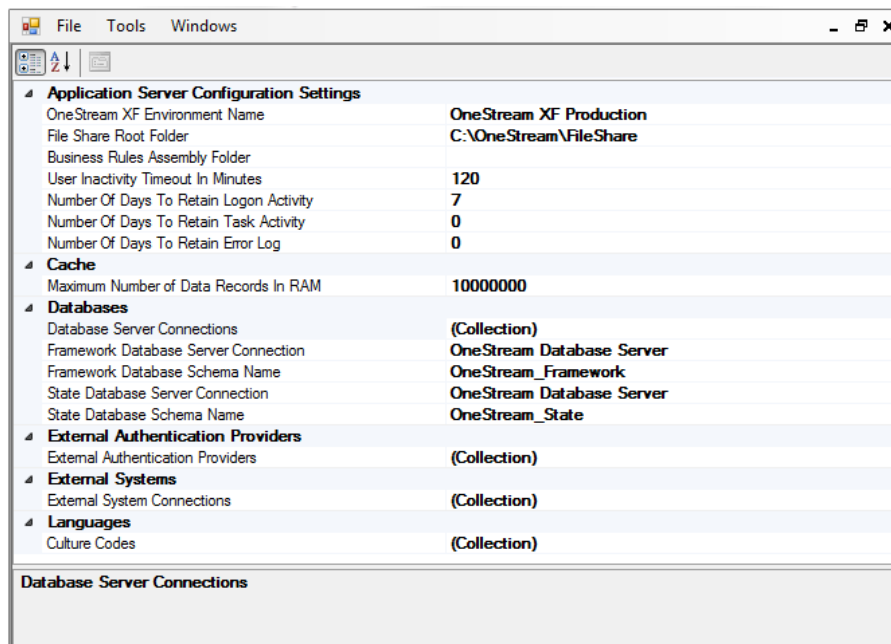 File Tools Windows
Application Server Configuration Settings
OneStream XF Environment Name OneStream XF Production
File Share Root Folder C:\OneStream\FileShare
Business Rules Assembly Folder
User Inactivity Timeout In Minutes 120
Number Of Days To Retain Logon Activity 7
Number Of Days To Retain Task Activity 0
Number Of Days To Retain Error Log 0
Cache
Maximum Number of Data Records In RAM 10000000
Databases
Database Server Connections (Collection)
Framework Database Server Connection OneStream Database Server
Framework Database Schema Name OneStream_Framework
State Database Server Connection OneStream Database Server
State Database Schema Name OneStream_State
External Authentication Providers
External Authentication Providers (Collection)
External Systems
External System Connections (Collection)
Languages
Culture Codes (Collection)
Database Server Connections